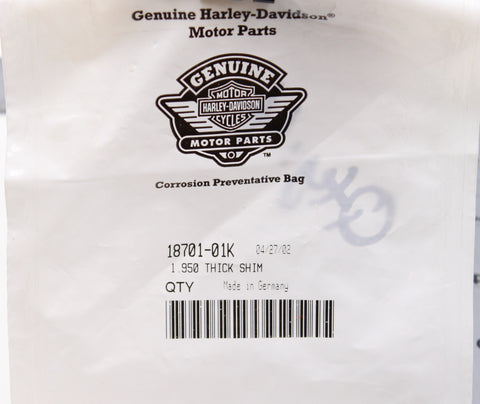 Genuine Harley-Davidson®
Motor Parts
GENUINE
MOTOR
HARLEY-DAVIDSON
CYCLES
MOTOR PARTS
™
Corrosion Preventative Bag
18701-01K 04/27/02
1.950 THICK SHIM
QTY Made in Germany